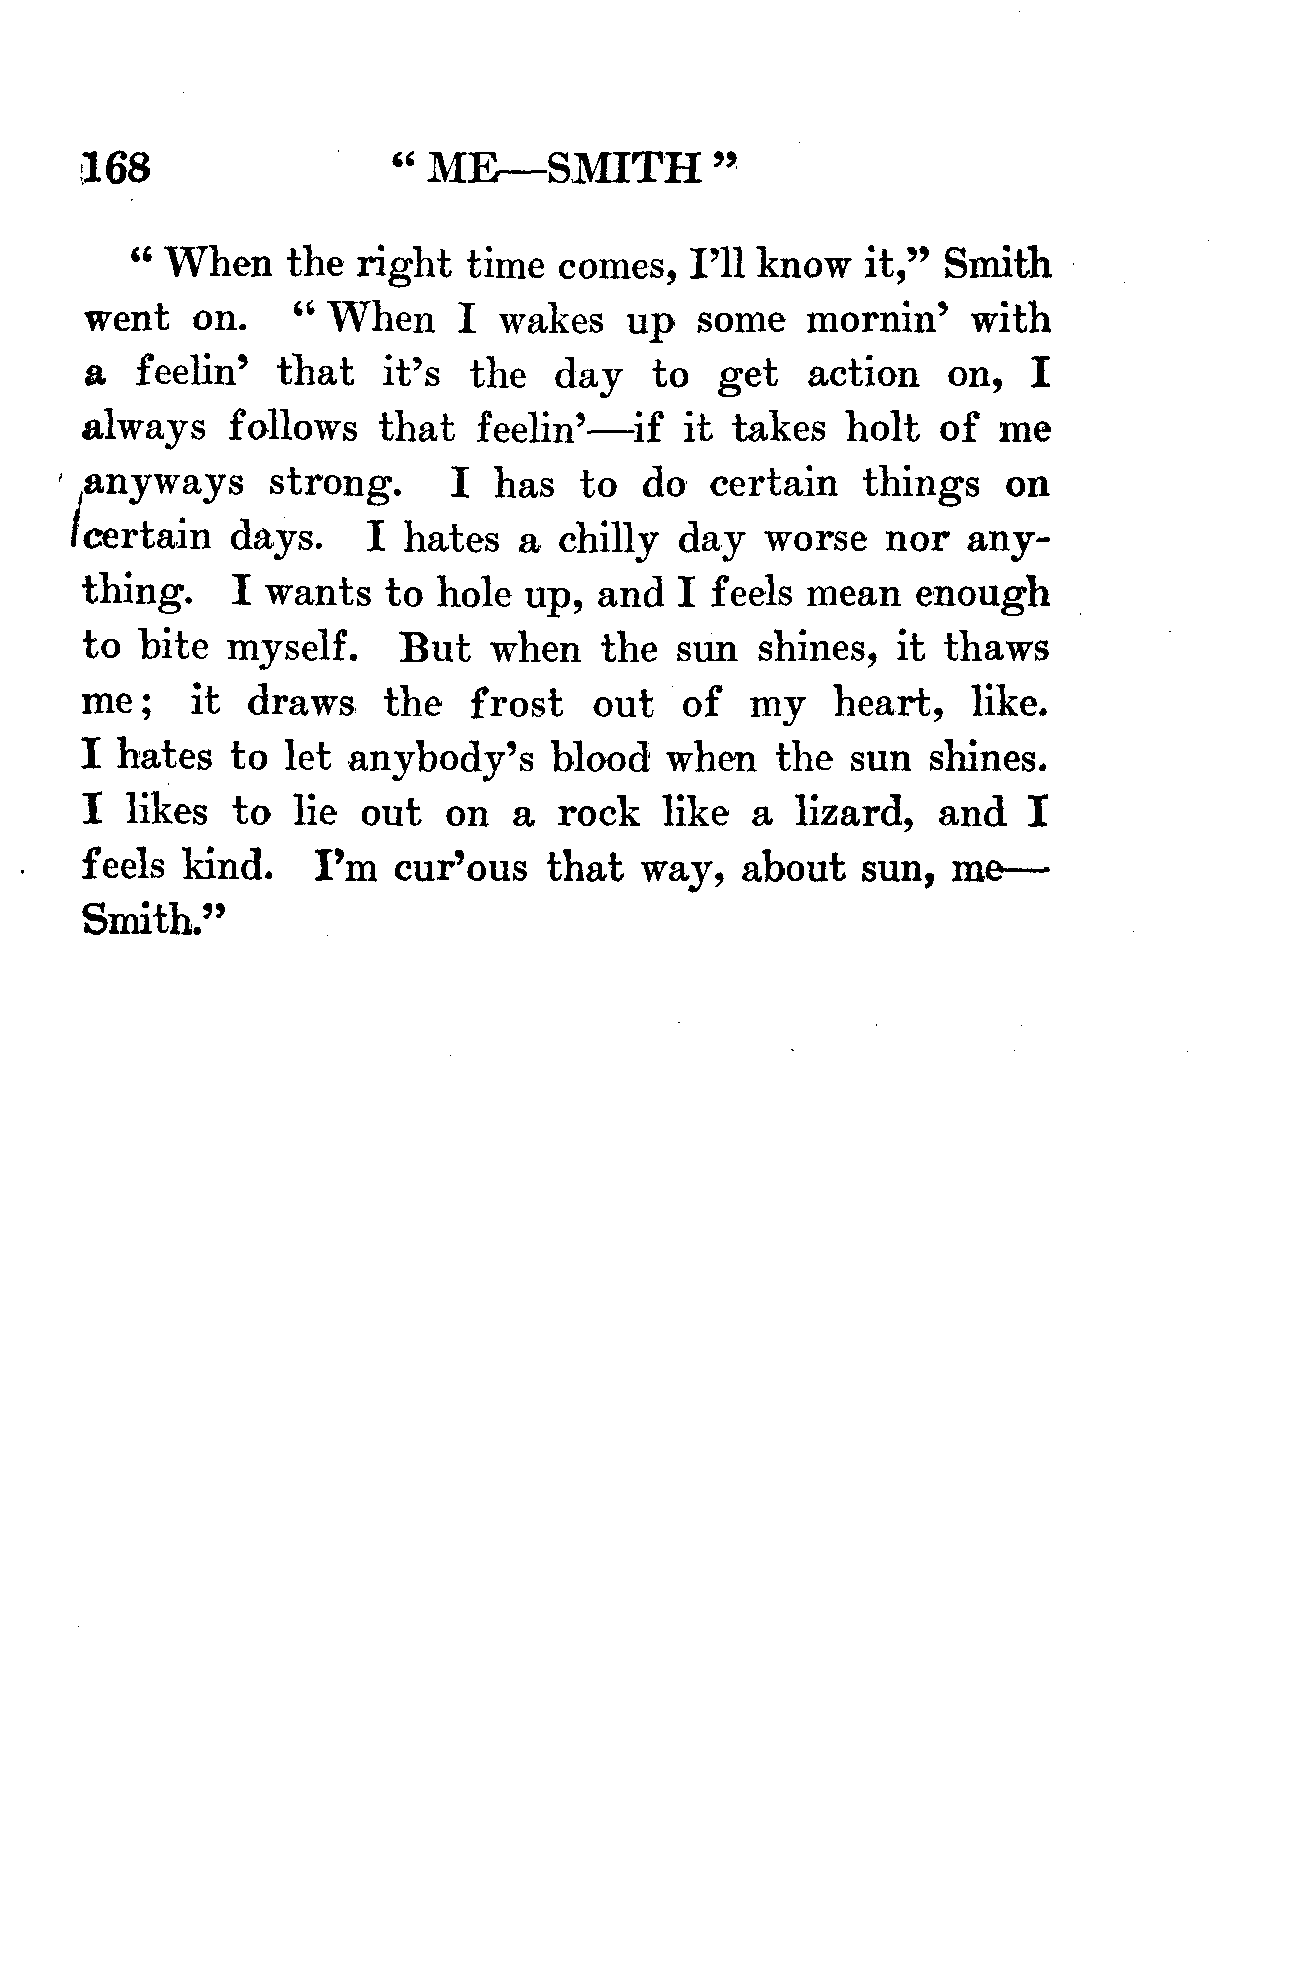 168 “ ME—SMITH ”
“ When the right time comes, I’ll know it,” Smith
went on. “ When I wakes up some mornin’ with
a feelin’ that it’s the day to get action on, I
always follows that feelin’—if it takes holt of me
anyways strong. I has to do certain things on
certain days. I hates a chilly day worse nor any-
thing. I wants to hole up, and I feels mean enough
to bite myself. But when the sun shines, it thaws
me; it draws the frost out of my heart, like.
I hates to let anybody’s blood when the sun shines.
I likes to lie out on a rock like a lizard, and I
feels kind. I’m cur’ous that way, about sun, me—
Smith.”